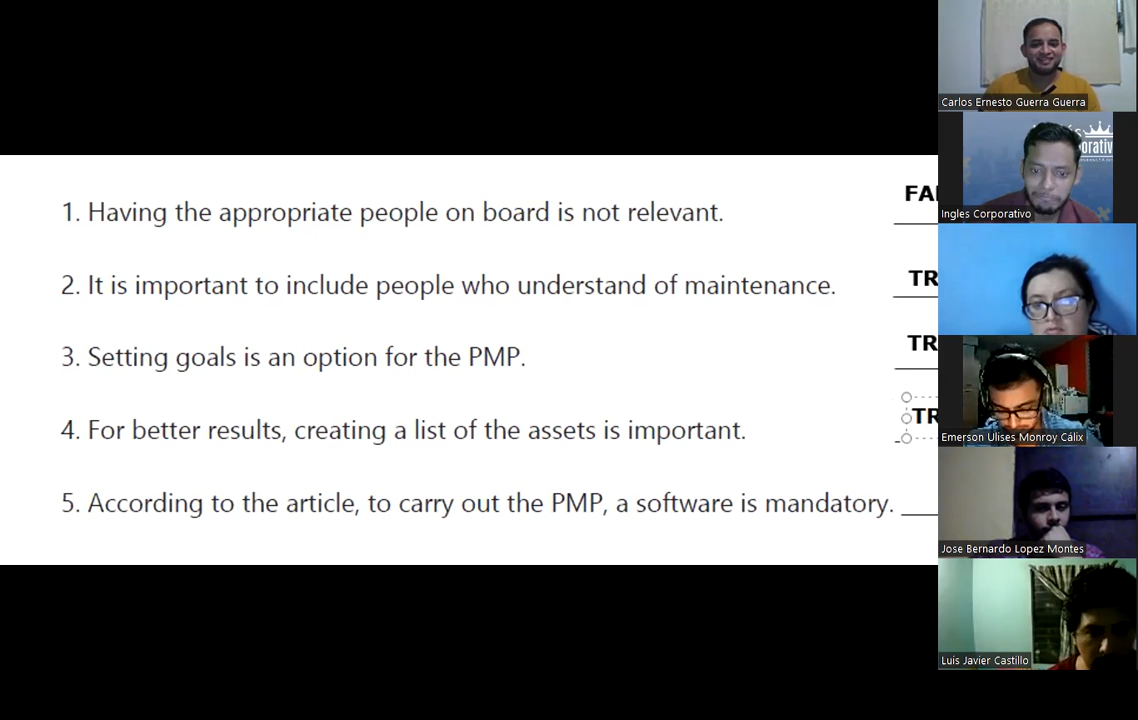 1. Having the appropriate people on board is not relevant.
2. It is important to include people who understand of maintenance.
TR
3. Setting goals is an option for the PMP.
TR
4. For better results, creating a list of the assets is important.
TR
5. According to the article, to carry out the PMP, a software is mandatory.
Carlos Ernesto Guerra Guerra
Ingles Corporativo
Emerson Ulises Monroy Cálix
Jose Bernardo Lopez Montes
Luis Javier Castillo